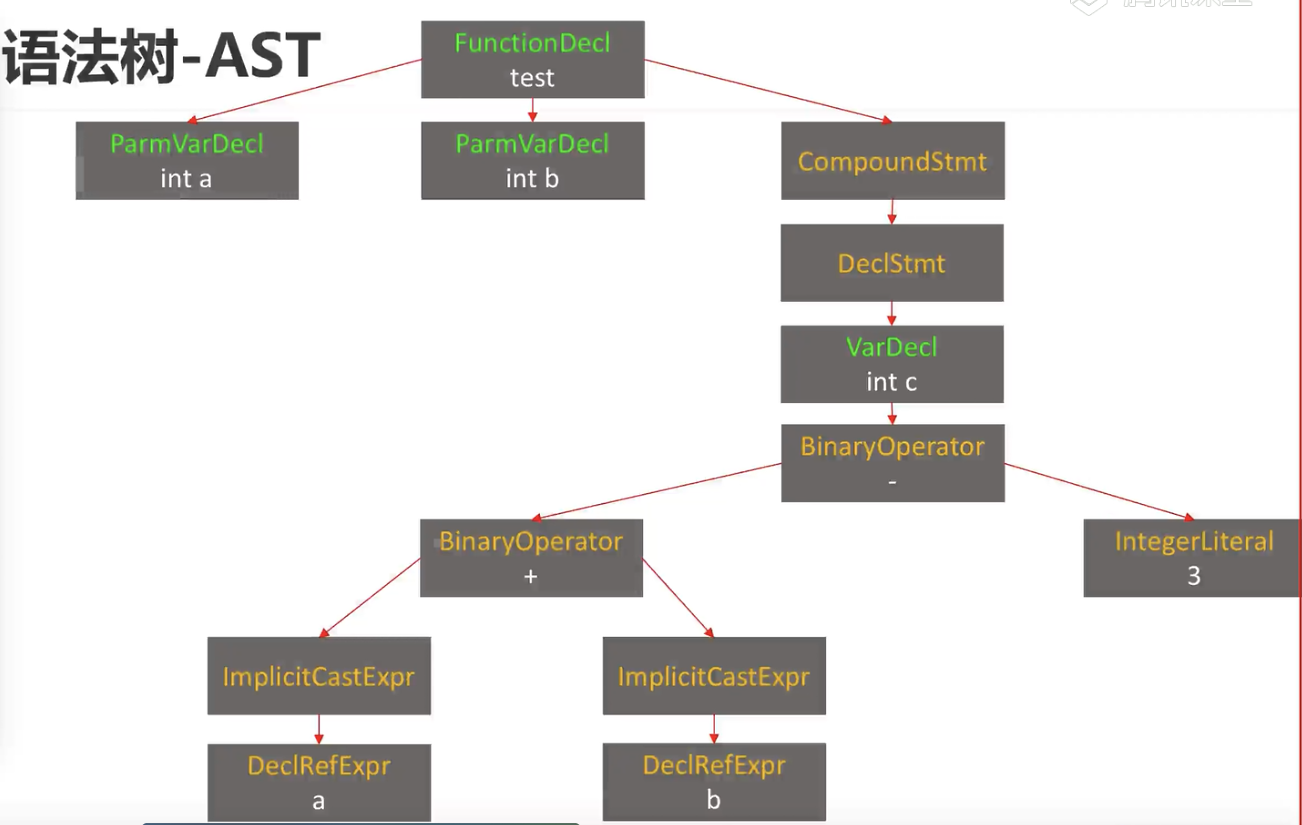 语法树-AST
FunctionDecl
test
ParmVarDecl
int a
ParmVarDecl
int b
CompoundStmt
DeclStmt
VarDecl
int c
BinaryOperator
-
BinaryOperator
+
IntegerLiteral
3
ImplicitCastExpr
ImplicitCastExpr
DeclRefExpr
a
DeclRefExpr
b